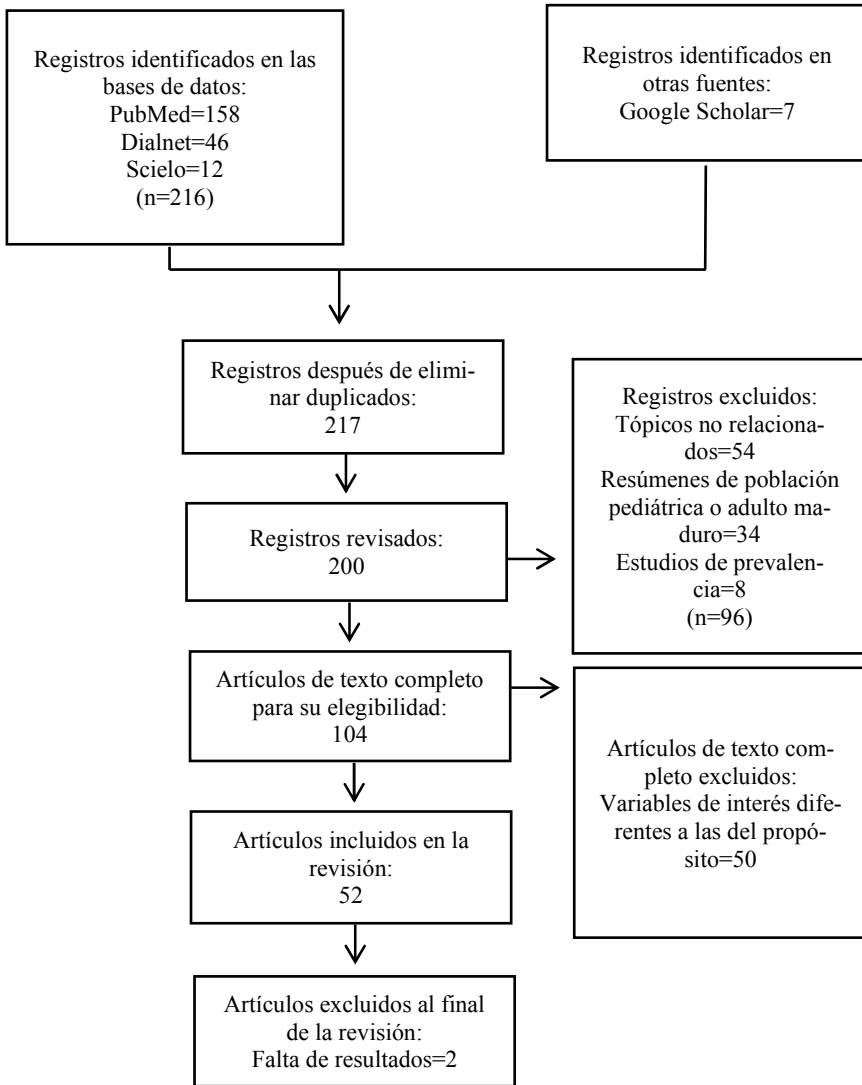 Registros identificados en las
bases de datos:
PubMed=158
Dialnet=46
Scielo=12
(n=216)
Registros identificados en
otras fuentes:
Google Scholar=7
Registros después de elimi-
nar duplicados:
217
Registros revisados:
200
Registros excluidos:
Tópicos no relaciona-
dos=54
Resúmenes de población
pediátrica o adulto ma-
duro=34
Estudios de prevalen-
cia=8
(n=96)
Artículos de texto completo
para su elegibilidad:
104
Artículos de texto com-
pleto excluidos:
Variables de interés dife-
rentes a las del propó-
sito=50
Artículos incluidos en la
revisión:
52
Artículos excluidos al final
de la revisión:
Falta de resultados=2